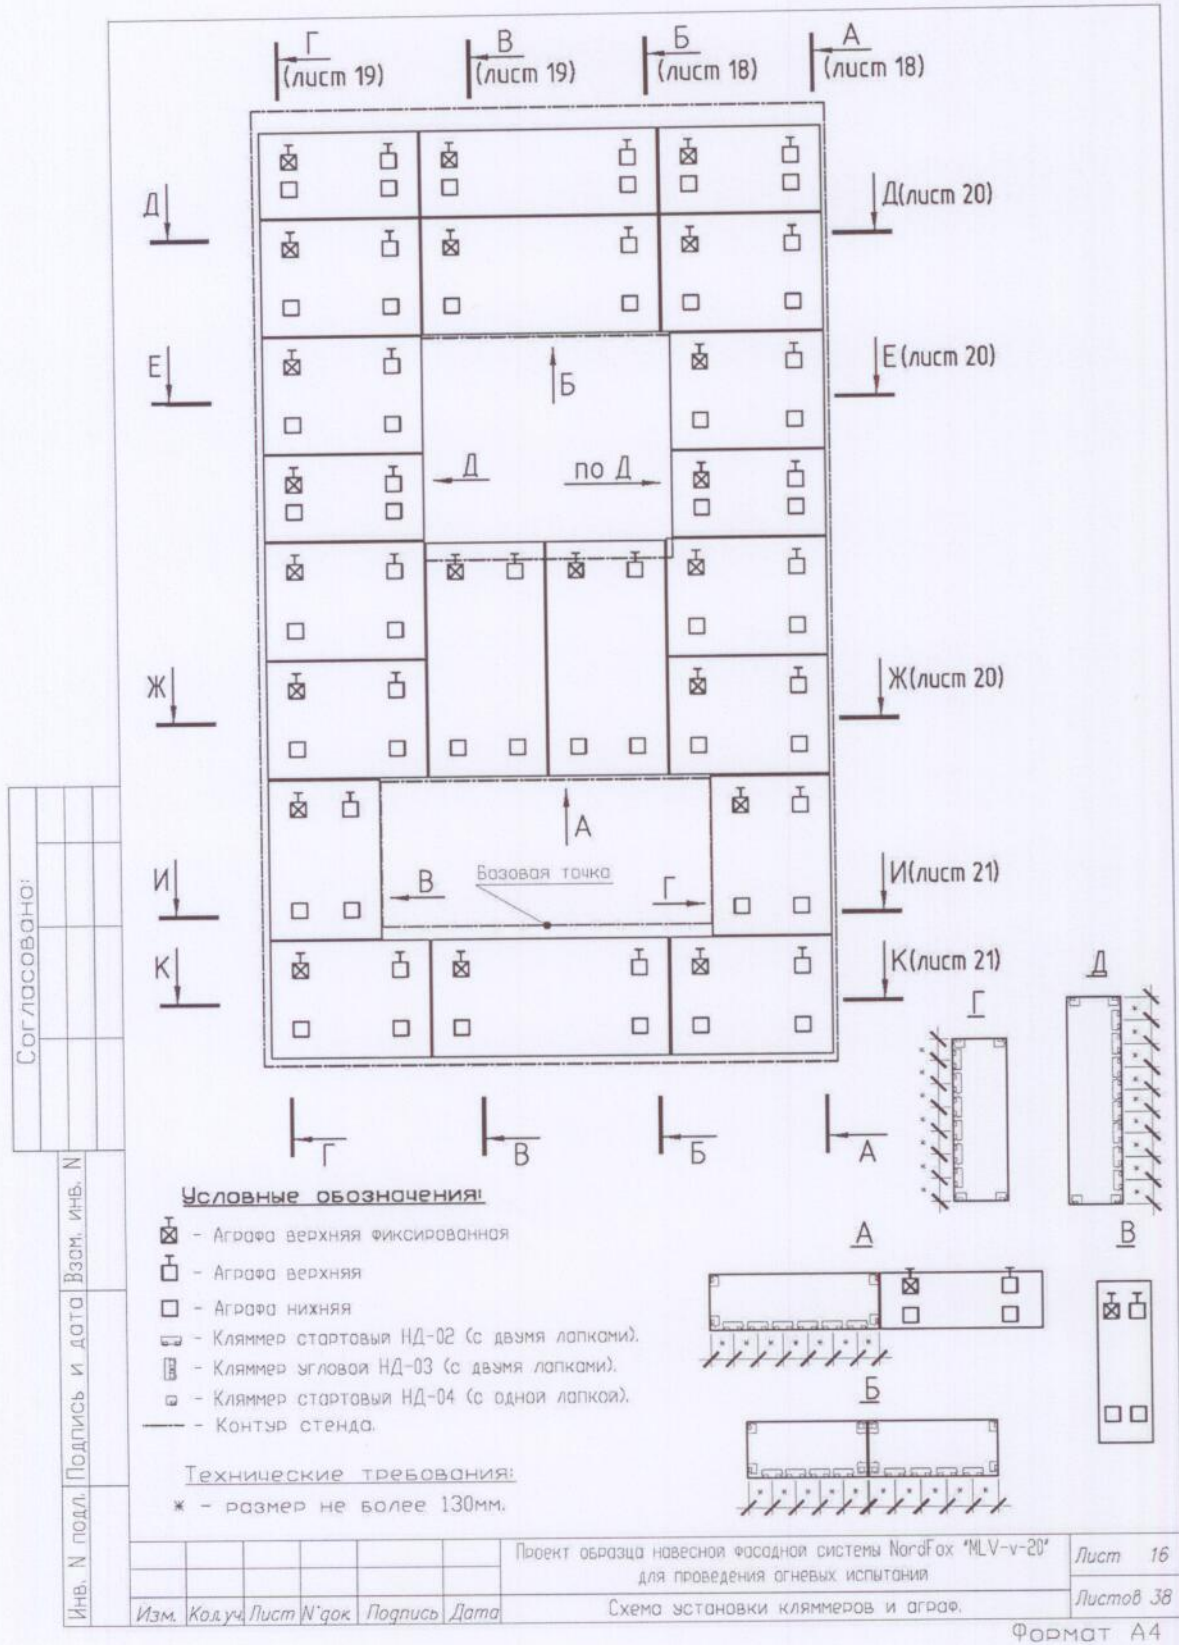 Г
(лист 19)
В
(лист 19)
Б
(лист 18)
А
(лист 18)
Д
Д(лист 20)
Е
Е(лист 20)
Б
Д
по Д
Ж
Ж(лист 20)
А
Базовая точка
И
В
Г
И(лист 21)
К
К(лист 21)
Г
Д
Г
В
Б
А
Условные обозначения:
- Аграфа верхняя фиксированная
- Аграфа верхняя
- Аграфа нижняя
- Кляммер стартовый НД-02 (с двумя лапками).
- Кляммер угловой НД-03 (с двумя лапками).
- Кляммер стартовый НД-04 (с одной лапкой).
- Контур стенда.
А
В
Б
Технические требования:
* - размер не более 130мм.
Согласовано:
Взам. инв. N
Подпись и дата
Инв. N подл.
Проект образца навесной фасадной системы NordFox "MLV-v-20"
для проведения огневых испытаний
Лист 16
Листов 38
Изм. Кол.уч Лист N°док Подпись Дата
Схема установки кляммеров и аграф.
Формат А4